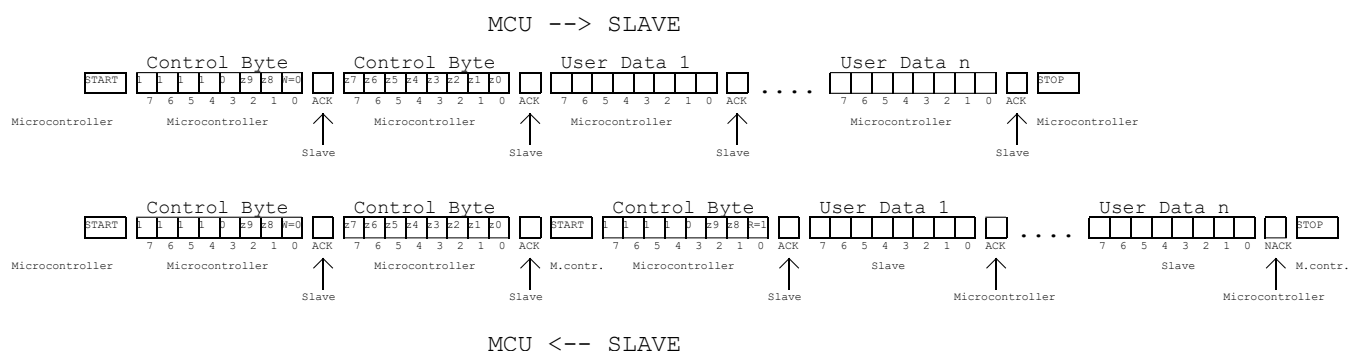 MCU --> SLAVE
Control Byte Control Byte User Data 1 User Data n
START 1 1 1 1 0 z9 z8 W=0 z7 z6 z5 z4 z3 z2 z1 z0 .... STOP
7 6 5 4 3 2 1 0 ACK 7 6 5 4 3 2 1 0 ACK 7 6 5 4 3 2 1 0 ACK 7 6 5 4 3 2 1 0 ACK
Microcontroller Microcontroller Microcontroller Microcontroller Microcontroller Microcontroller
Slave Slave Slave Slave
Control Byte Control Byte Control Byte User Data 1 User Data n
START 1 1 1 1 0 z9 z8 W=0 z7 z6 z5 z4 z3 z2 z1 z0 START 1 1 1 1 0 z9 z8 R=1 .... STOP
7 6 5 4 3 2 1 0 ACK 7 6 5 4 3 2 1 0 ACK 7 6 5 4 3 2 1 0 ACK 7 6 5 4 3 2 1 0 ACK 7 6 5 4 3 2 1 0 NACK
Microcontroller Microcontroller Microcontroller M.contr. Microcontroller Slave Slave M.contr.
Slave Slave Slave Microcontroller Microcontroller
MCU <-- SLAVE